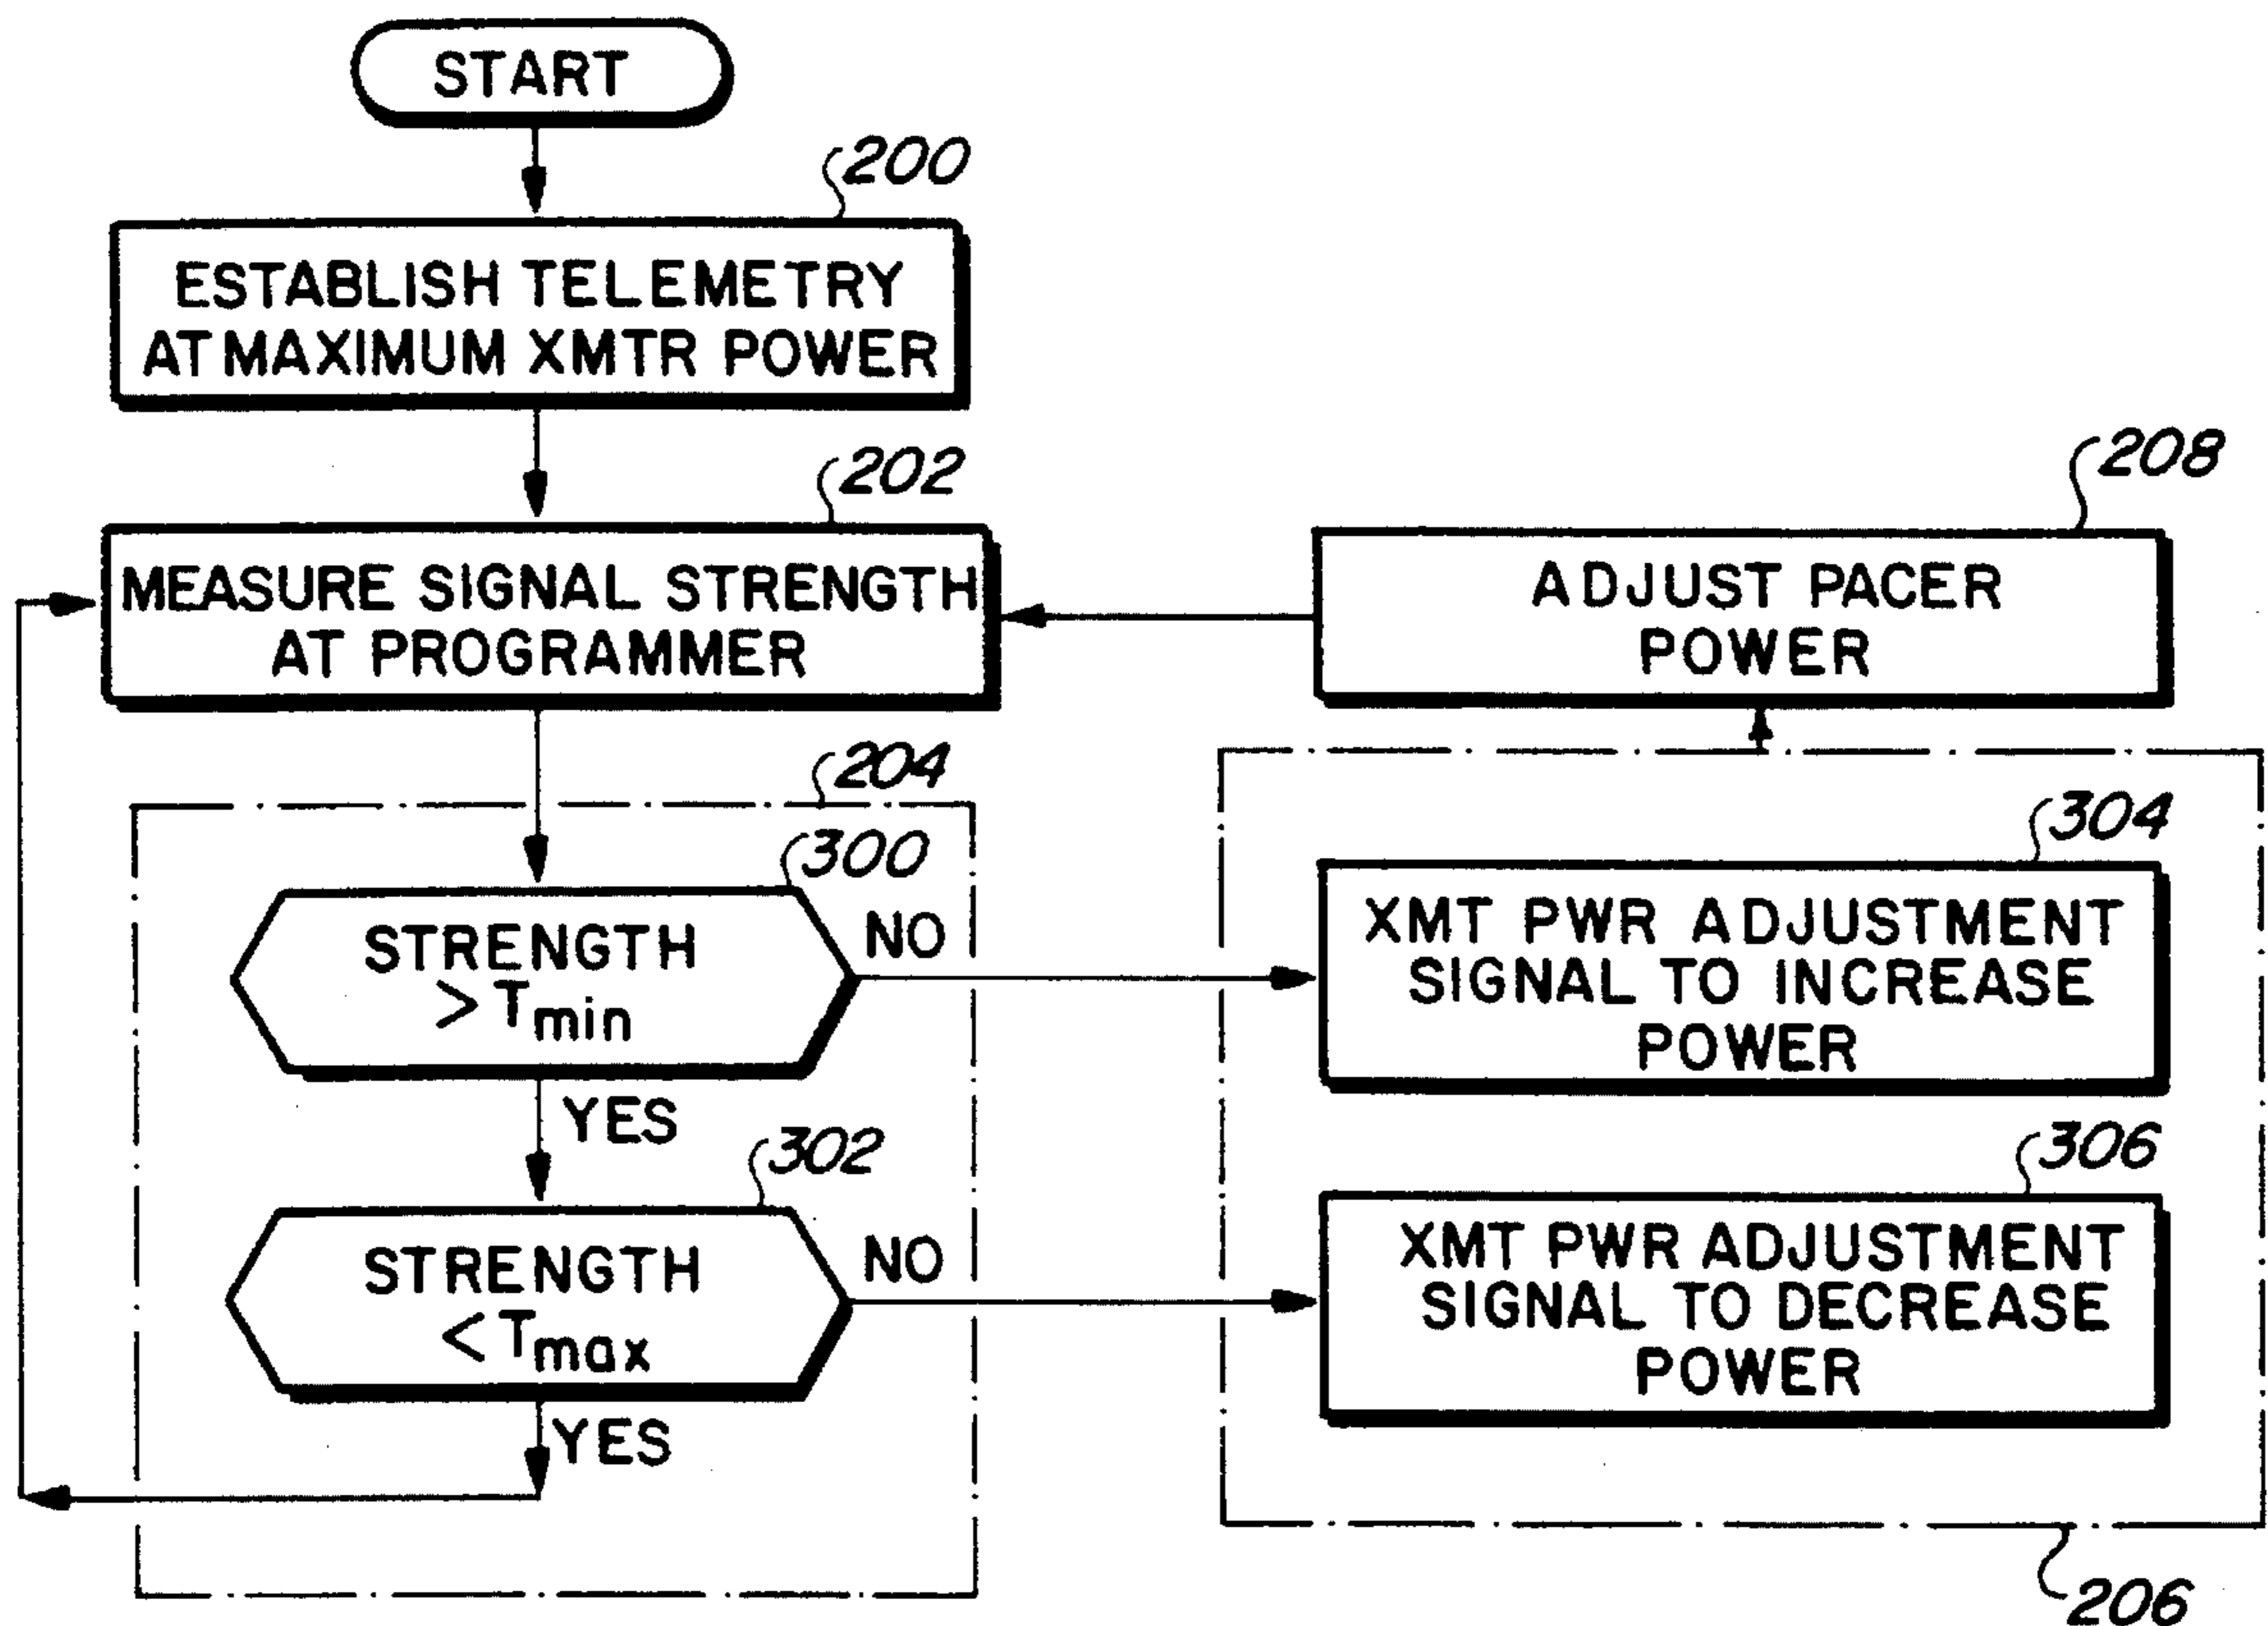 START
200
ESTABLISH TELEMETRY
AT MAXIMUM XMTR POWER
202
MEASURE SIGNAL STRENGTH
AT PROGRAMMER
208
ADJUST PACER
POWER
204
300
STRENGTH
> Tmin
NO
YES
302
STRENGTH
< Tmax
NO
YES
304
XMT PWR ADJUSTMENT
SIGNAL TO INCREASE
POWER
306
XMT PWR ADJUSTMENT
SIGNAL TO DECREASE
POWER
206